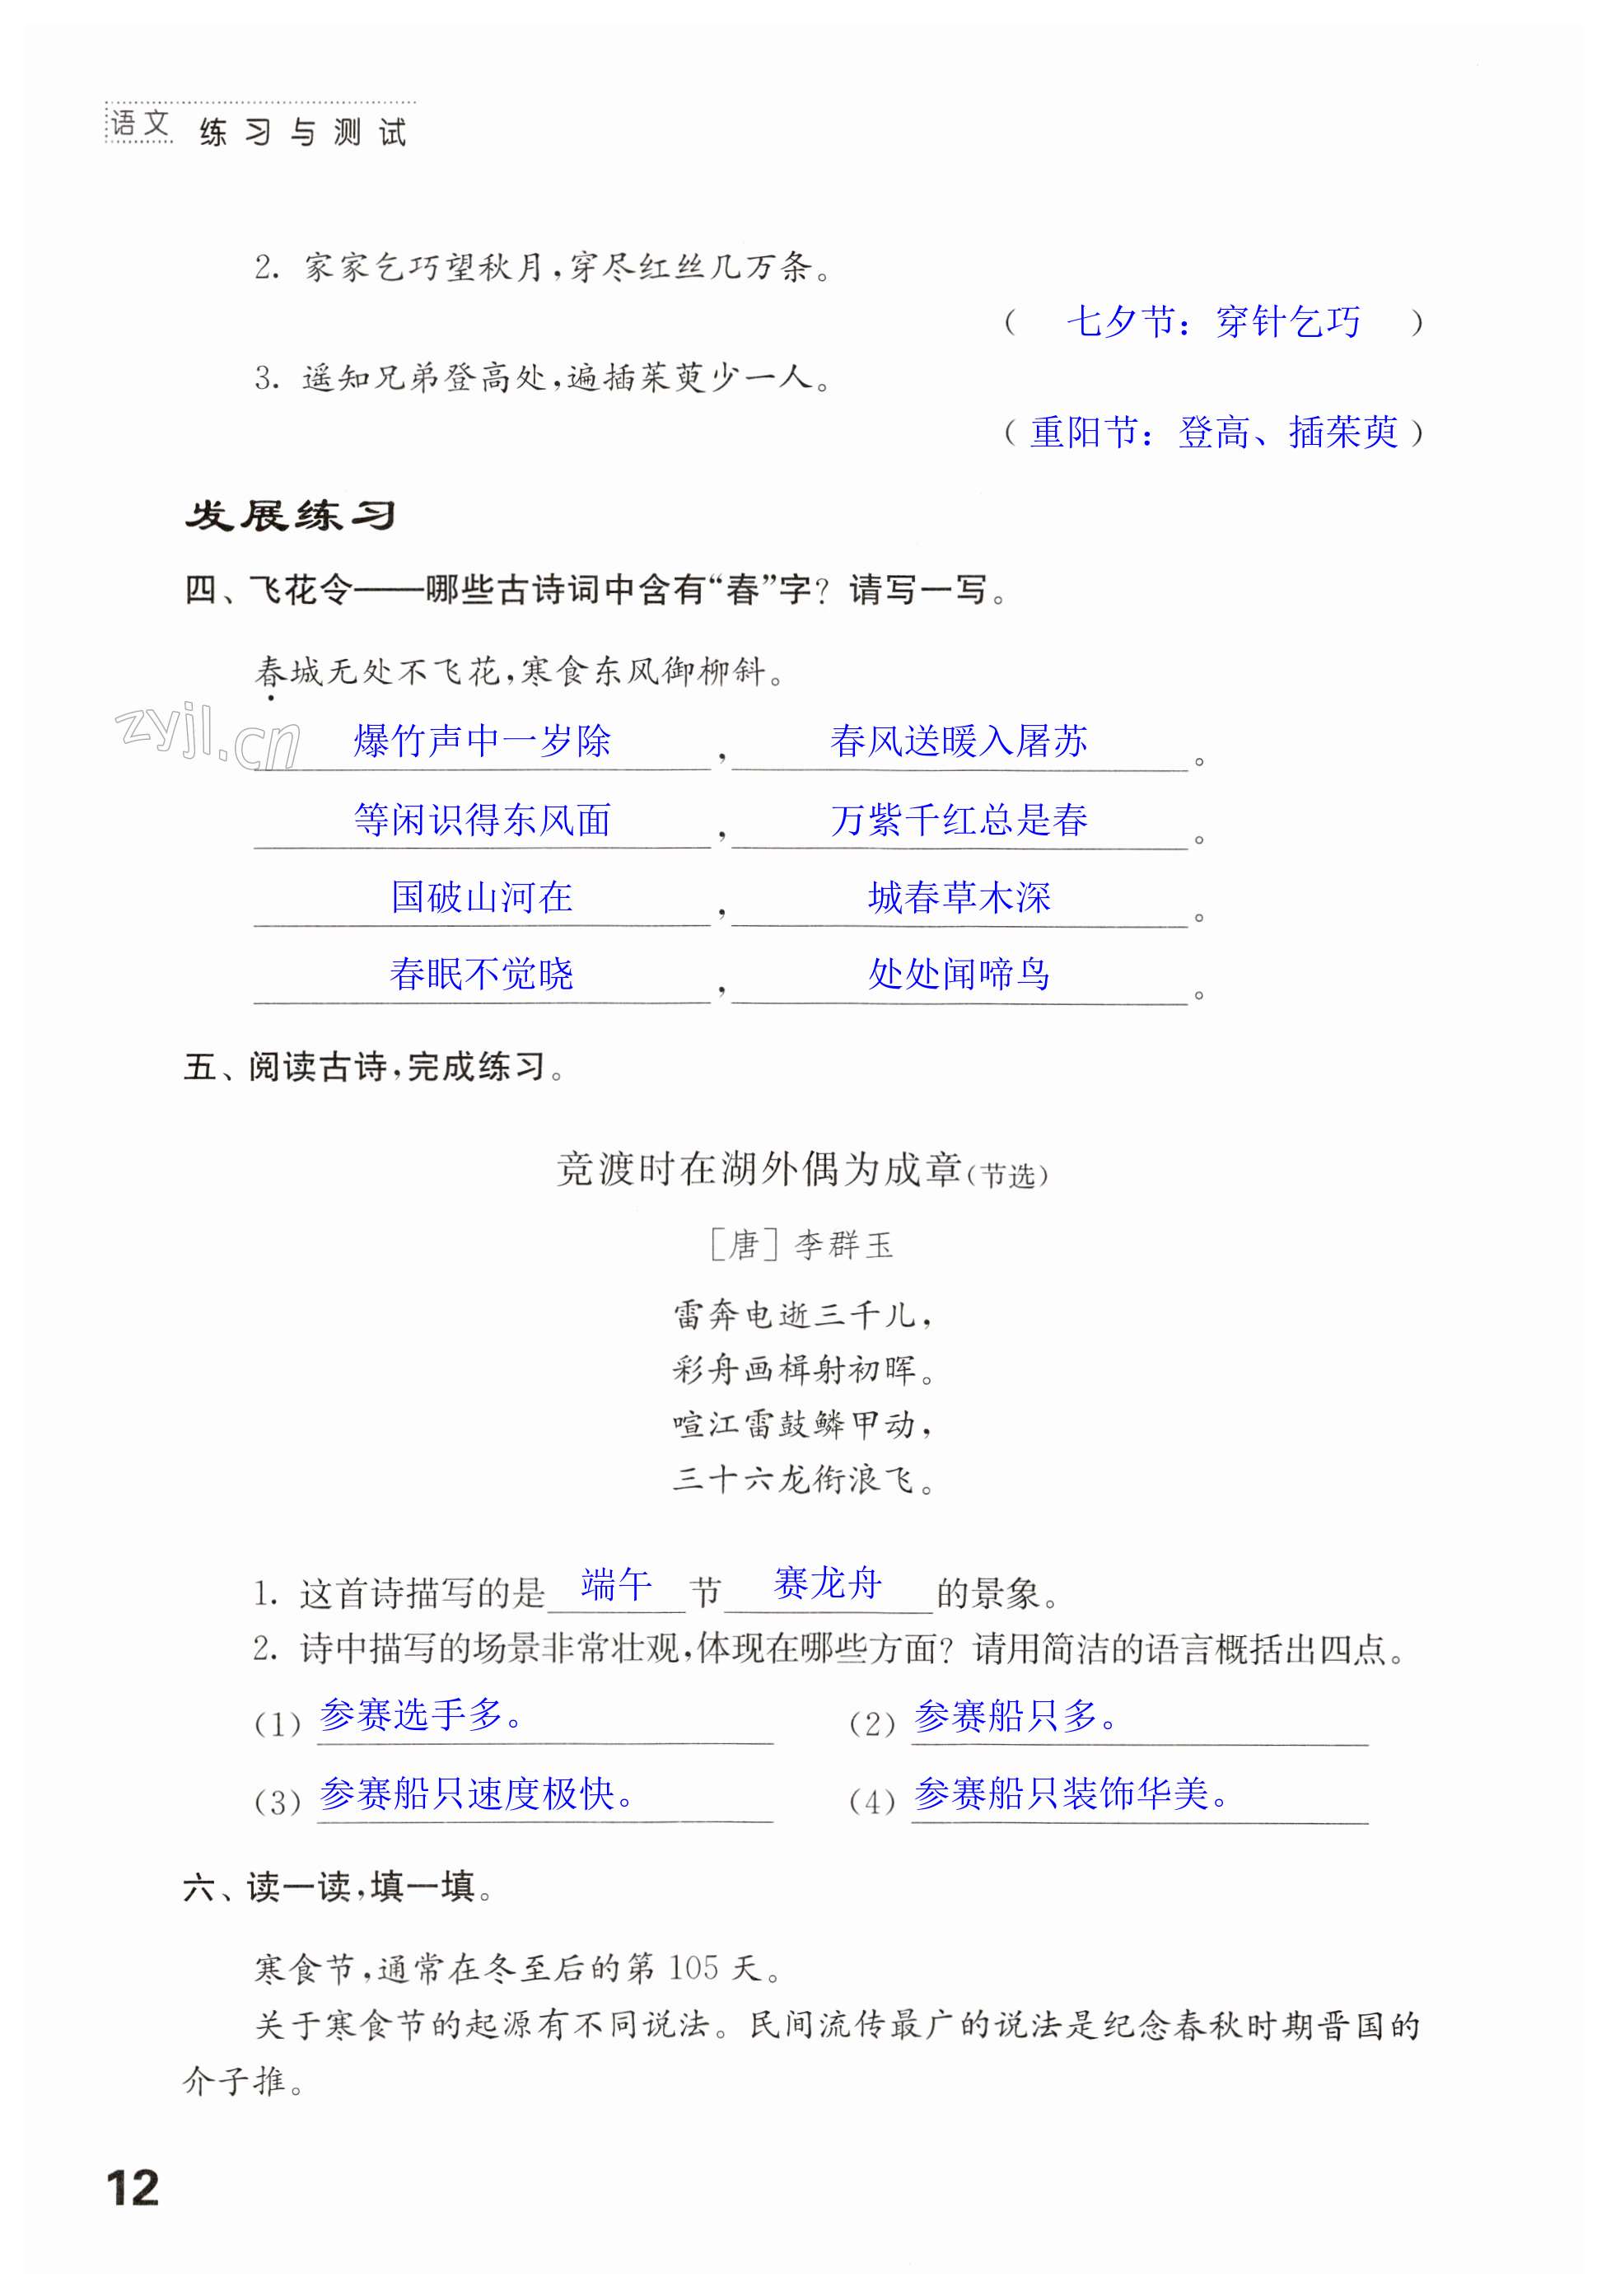 语文 练习与测试
2. 家家乞巧望秋月,穿尽红丝几万条。
( 七夕节：穿针乞巧 )
3. 遥知兄弟登高处,遍插茱萸少一人。
( 重阳节：登高、插茱萸 )
发展练习
四、飞花令——哪些古诗词中含有“春”字？请写一写。
春城无处不飞花,寒食东风御柳斜。
zyjl.cn
爆竹声中一岁除 , 春风送暖入屠苏 。
等闲识得东风面 , 万紫千红总是春 。
国破山河在 , 城春草木深 。
春眠不觉晓 , 处处闻啼鸟 。
五、阅读古诗,完成练习。
竞渡时在湖外偶为成章(节选)
[唐] 李群玉
雷奔电逝三千儿,
彩舟画楫射初晖。
喧江雷鼓鳞甲动,
三十六龙衔浪飞。
1. 这首诗描写的是 端午 节 赛龙舟 的景象。
2. 诗中描写的场景非常壮观,体现在哪些方面？请用简洁的语言概括出四点。
(1) 参赛选手多。 (2) 参赛船只多。
(3) 参赛船只速度极快。 (4) 参赛船只装饰华美。
六、读一读,填一填。
寒食节,通常在冬至后的第 105 天。
关于寒食节的起源有不同说法。民间流传最广的说法是纪念春秋时期晋国的
介子推。
12